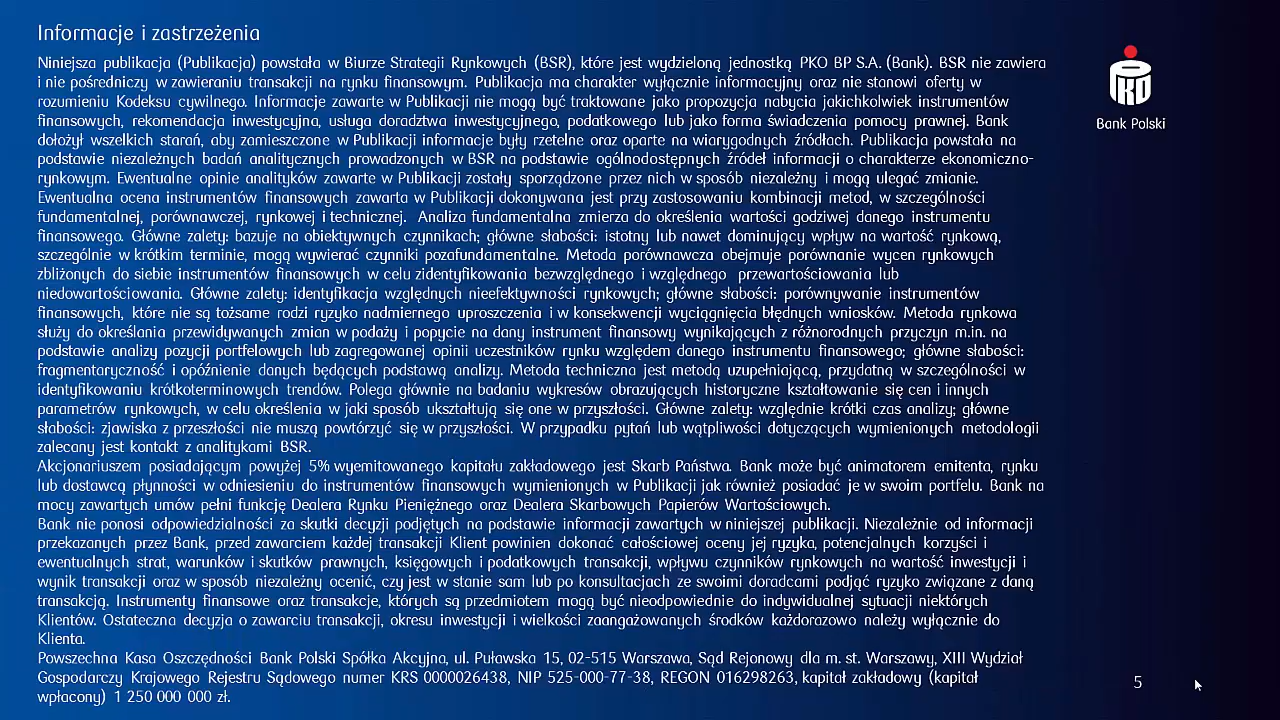 Informacje i zastrzeżenia
Niniejsza publikacja (Publikacja) powstała w Biurze Strategii Rynkowych (BSR), które jest wydzieloną jednostką PKO BP S.A. (Bank). BSR nie zawiera
i nie pośredniczy w zawieraniu transakcji na rynku finansowym. Publikacja ma charakter wyłącznie informacyjny oraz nie stanowi oferty w
rozumieniu Kodeksu cywilnego. Informacje zawarte w Publikacji nie mogą być traktowane jako propozycja nabycia jakichkolwiek instrumentów
finansowych, rekomendacja inwestycyjna, usługa doradztwa inwestycyjnego, podatkowego lub jako forma świadczenia pomocy prawnej. Bank
dołożył wszelkich starań, aby zamieszczone w Publikacji informacje były rzetelne oraz oparte na wiarygodnych źródłach. Publikacja powstała na
podstawie niezależnych badań analitycznych prowadzonych w BSR na podstawie ogólnodostępnych źródeł informacji o charakterze ekonomiczno-
rynkowym. Ewentualne opinie analityków zawarte w Publikacji zostały sporządzone przez nich w sposób niezależny i mogą ulegać zmianie.
Ewentualna ocena instrumentów finansowych zawarta w Publikacji dokonywana jest przy zastosowaniu kombinacji metod, w szczególności
fundamentalnej, porównawczej, rynkowej i technicznej. Analiza fundamentalna zmierza do określenia wartości godziwej danego instrumentu
finansowego. Główne zalety: bazuje na obiektywnych czynnikach; główne słabości: istotny lub nawet dominujący wpływ na wartość rynkową,
szczególnie w krótkim terminie, mogą wywierać czynniki pozafundamentalne. Metoda porównawcza obejmuje porównanie wycen rynkowych
zbliżonych do siebie instrumentów finansowych w celu zidentyfikowania bezwzględnego i względnego przewartościowania lub
niedowartościowania. Główne zalety: identyfikacja względnych nieefektywności rynkowych; główne słabości: porównywanie instrumentów
finansowych, które nie są tożsame rodzi ryzyko nadmiernego uproszczenia i w konsekwencji wyciągnięcia błędnych wniosków. Metoda rynkowa
służy do określania przewidywanych zmian w podaży i popycie na dany instrument finansowy wynikających z różnorodnych przyczyn m.in. na
podstawie analizy pozycji portfelowych lub zagregowanej opinii uczestników rynku względem danego instrumentu finansowego; główne słabości:
fragmentaryczność i opóźnienie danych będących podstawą analizy. Metoda techniczna jest metodą uzupełniającą, przydatną w szczególności w
identyfikowaniu krótkoterminowych trendów. Polega głównie na badaniu wykresów obrazujących historyczne kształtowanie się cen i innych
parametrów rynkowych, w celu określenia w jaki sposób ukształtują się one w przyszłości. Główne zalety: względnie krótki czas analizy; główne
słabości: zjawiska z przeszłości nie muszą powtórzyć się w przyszłości. W przypadku pytań lub wątpliwości dotyczących wymienionych metodologii
zalecany jest kontakt z analitykami BSR.
Akcjonariuszem posiadającym powyżej 5% wyemitowanego kapitału zakładowego jest Skarb Państwa. Bank może być animatorem emitenta, rynku
lub dostawcą płynności w odniesieniu do instrumentów finansowych wymienionych w Publikacji jak również posiadać je w swoim portfelu. Bank na
mocy zawartych umów pełni funkcję Dealera Rynku Pieniężnego oraz Dealera Skarbowych Papierów Wartościowych.
Bank nie ponosi odpowiedzialności za skutki decyzji podjętych na podstawie informacji zawartych w niniejszej publikacji. Niezależnie od informacji
przekazanych przez Bank, przed zawarciem każdej transakcji Klient powinien dokonać całościowej oceny jej ryzyka, potencjalnych korzyści i
ewentualnych strat, warunków i skutków prawnych, księgowych i podatkowych transakcji, wpływu czynników rynkowych na wartość inwestycji i
wynik transakcji oraz w sposób niezależny ocenić, czy jest w stanie sam lub po konsultacjach ze swoimi doradcami podjąć ryzyko związane z daną
transakcją. Instrumenty finansowe oraz transakcje, których są przedmiotem mogą być nieodpowiednie do indywidualnej sytuacji niektórych
Klientów. Ostateczna decyzja o zawarciu transakcji, okresu inwestycji i wielkości zaangażowanych środków każdorazowo należy wyłącznie do
Klienta.
Powszechna Kasa Oszczędności Bank Polski Spółka Akcyjna, ul. Puławska 15, 02-515 Warszawa, Sąd Rejonowy dla m. st. Warszawy, XIII Wydział
Gospodarczy Krajowego Rejestru Sądowego numer KRS 0000026438, NIP 525-000-77-38, REGON 016298263, kapitał zakładowy (kapitał
wpłacony) 1 250 000 000 zł.
PKO
Bank Polski
5